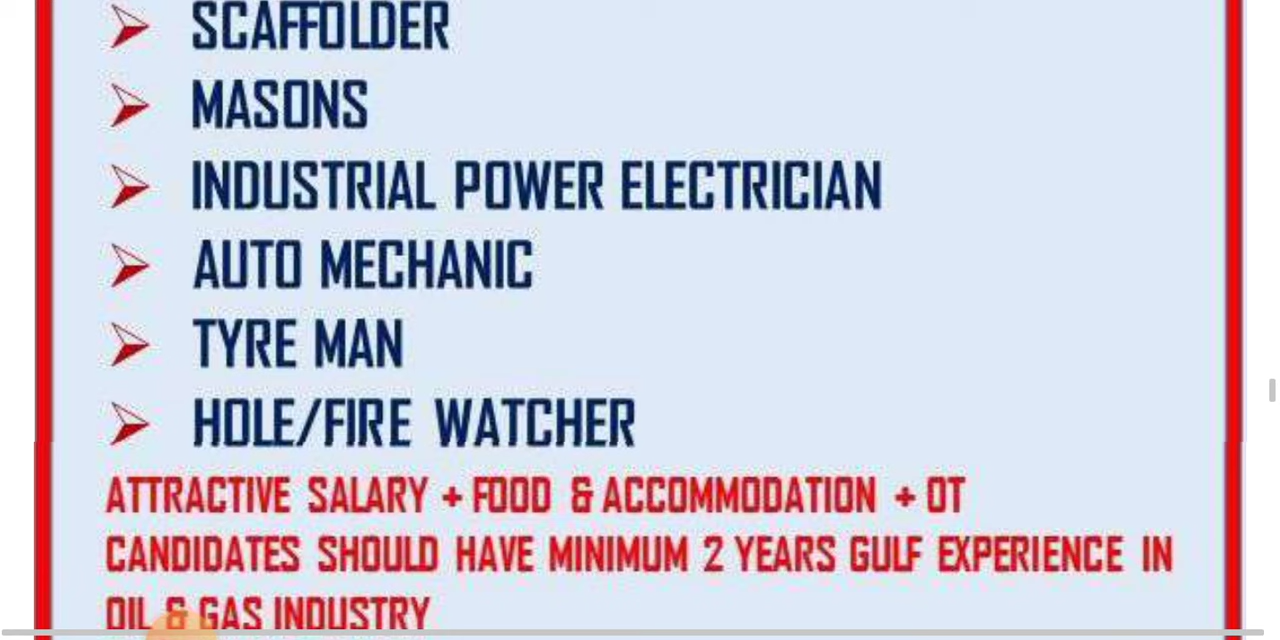 SCAFFOLDER
MASONS
INDUSTRIAL POWER ELECTRICIAN
AUTO MECHANIC
TYRE MAN
HOLE/FIRE WATCHER
ATTRACTIVE SALARY + FOOD & ACCOMMODATION + OT
CANDIDATES SHOULD HAVE MINIMUM 2 YEARS GULF EXPERIENCE IN
OIL & GAS INDUSTRY